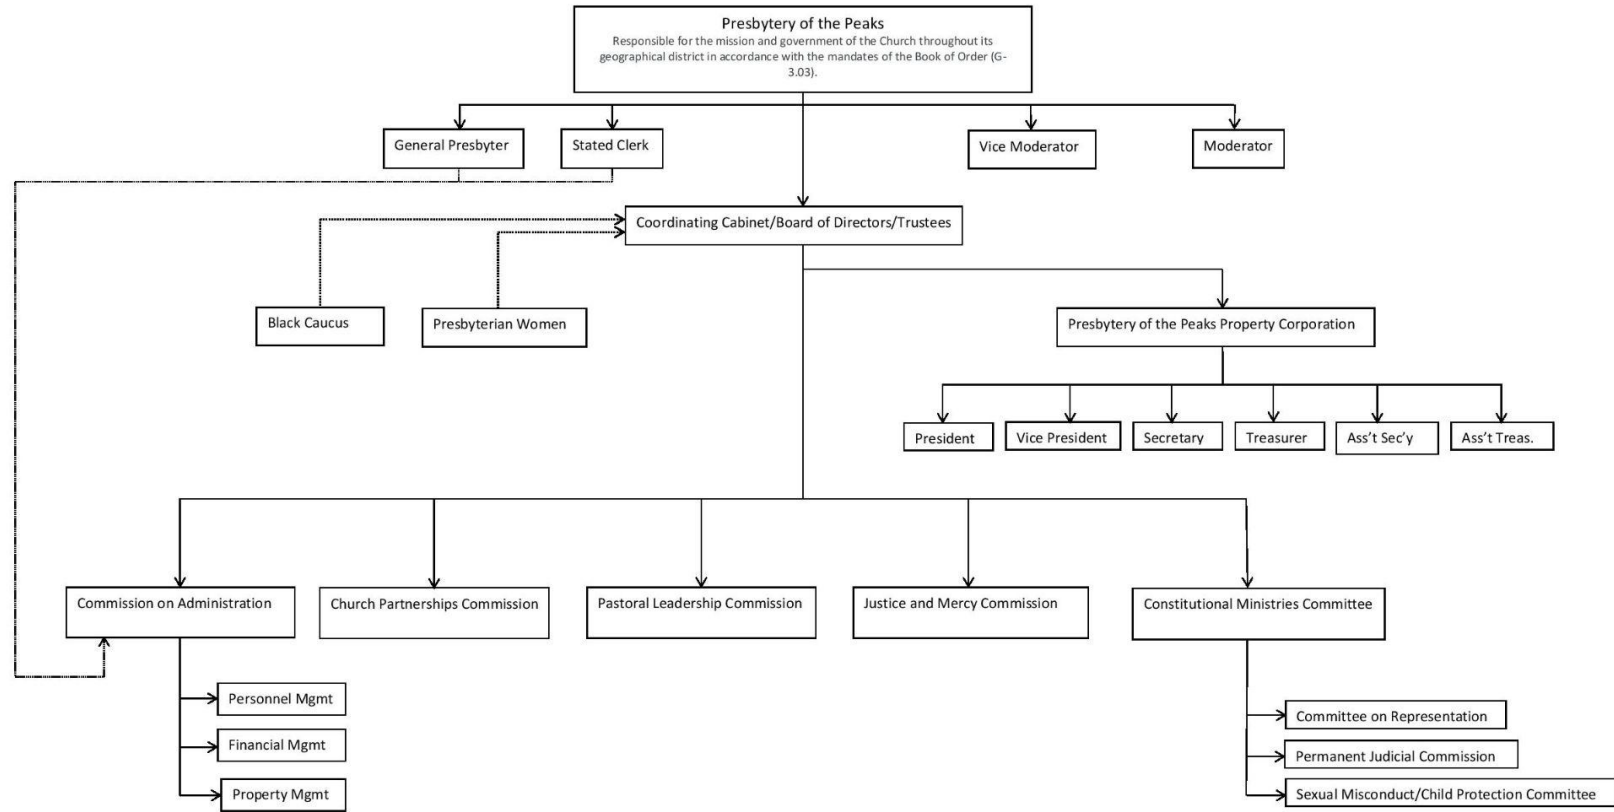 Presbytery of the Peaks
Responsible for the mission and government of the Church throughout its
geographical district in accordance with the mandates of the Book of Order (G-
3.03).
General Presbyter
Stated Clerk
Vice Moderator
Moderator
Coordinating Cabinet/Board of Directors/Trustees
Black Caucus
Presbyterian Women
Presbytery of the Peaks Property Corporation
President
Vice President
Secretary
Treasurer
Ass’t Sec’y
Ass’t Treas.
Commission on Administration
Church Partnerships Commission
Pastoral Leadership Commission
Justice and Mercy Commission
Constitutional Ministries Committee
Personnel Mgmt
Financial Mgmt
Property Mgmt
Committee on Representation
Permanent Judicial Commission
Sexual Misconduct/Child Protection Committee